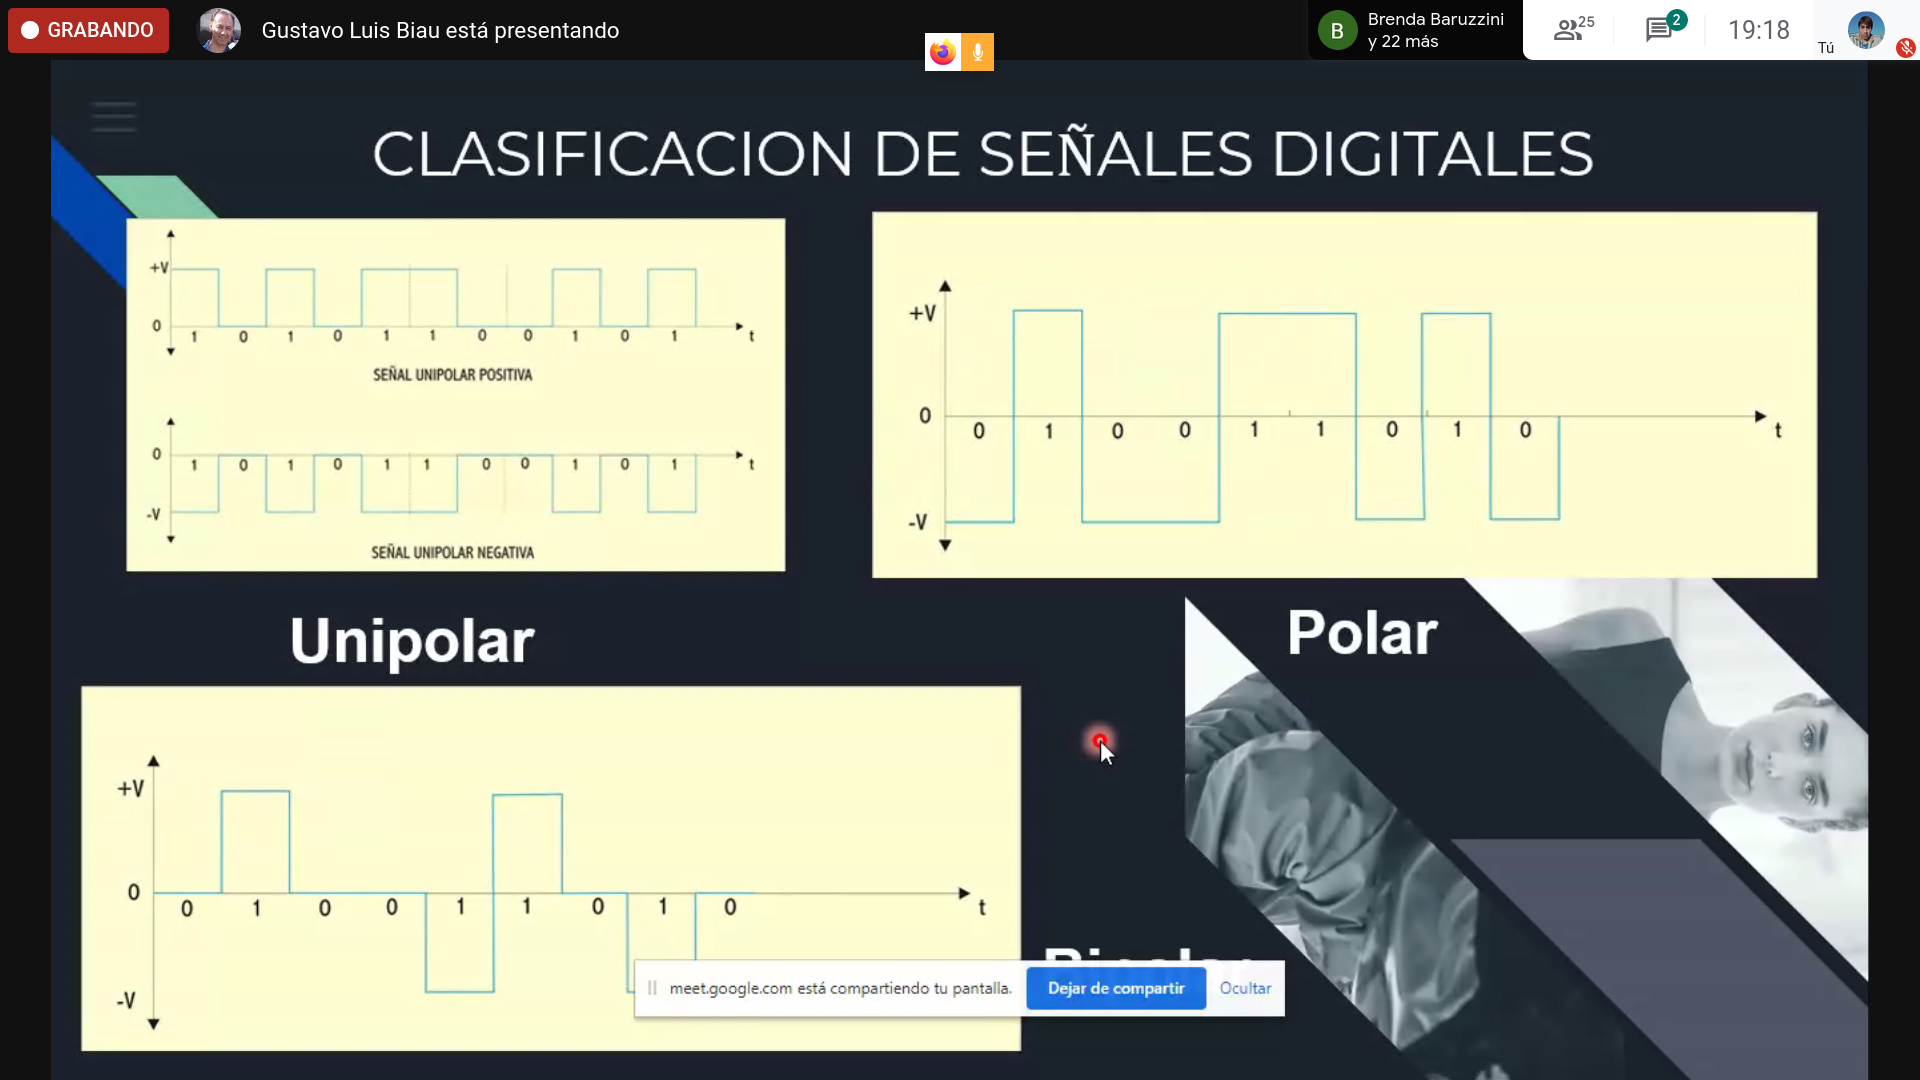 GRABANDO
Gustavo Luis Biau está presentando
B
Brenda Baruzzini
y 22 más
25
2
19:18
Tú
CLASIFICACION DE SEÑALES DIGITALES
+V
0
1 0 1 0 1 1 0 0 1 0 1 t
SEÑAL UNIPOLAR POSITIVA
0
1 0 1 0 1 1 0 0 1 0 1 t
-V
SEÑAL UNIPOLAR NEGATIVA
Unipolar
+V
0
0 1 0 0 1 1 0 1 0 t
-V
Polar
+V
0
0 1 0 0 1 1 0 1 0 t
-V
Bipolar
meet.google.com está compartiendo tu pantalla.
Dejar de compartir
Ocultar